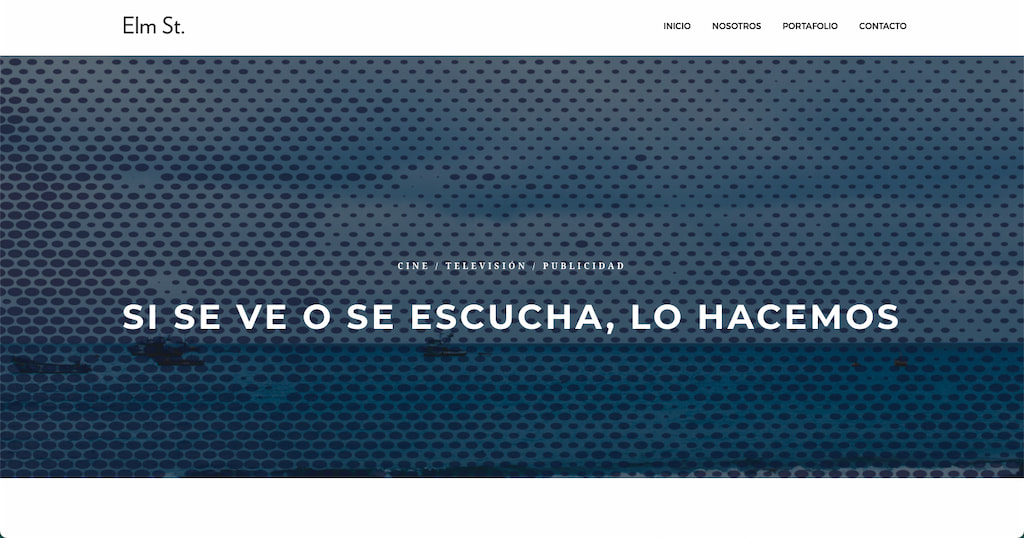 Elm St.
INICIO NOSOTROS PORTAFOLIO CONTACTO
CINE / TELEVISIÓN / PUBLICIDAD
SI SE VE O SE ESCUCHA, LO HACEMOS